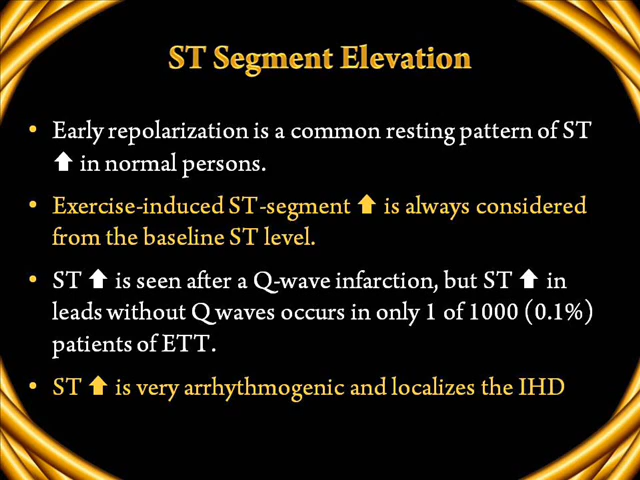 ST Segment Elevation
• Early repolarization is a common resting pattern of ST
⬆ in normal persons.
• Exercise-induced ST-segment ⬆ is always considered
from the baseline ST level.
• ST ⬆ is seen after a Q-wave infarction, but ST ⬆ in
leads without Q waves occurs in only 1 of 1000 (0.1%)
patients of ETT.
• ST ⬆ is very arrhythmogenic and localizes the IHD